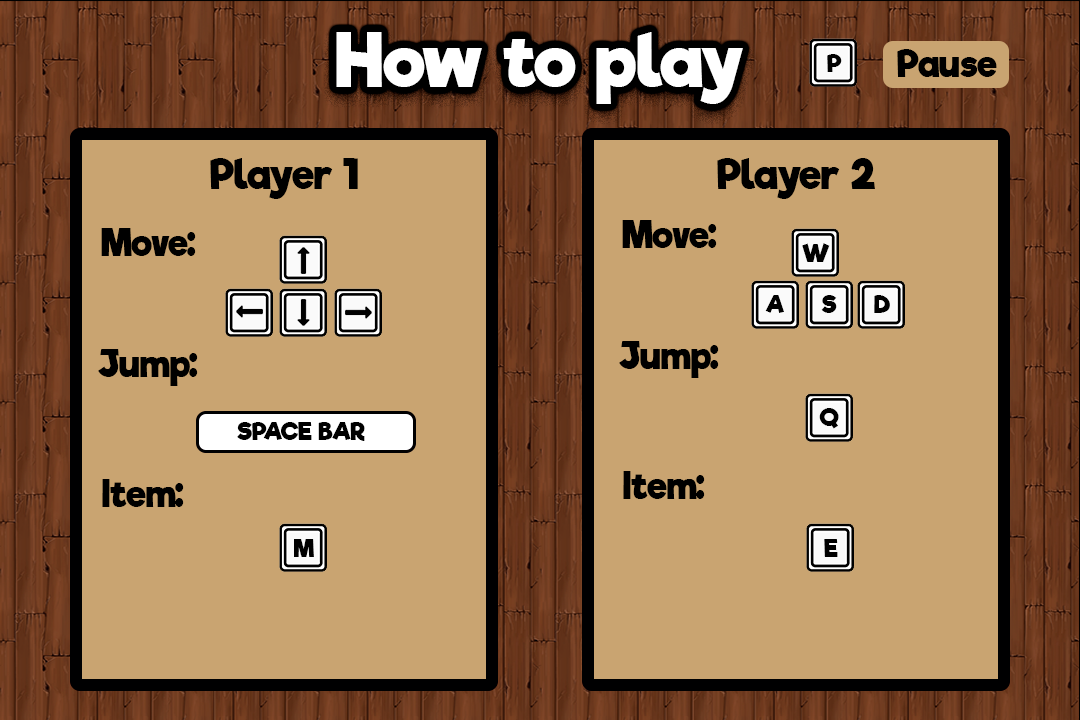 How to play
P
Pause
Player 1
Move:
↑
← ↓ →
Jump:
SPACE BAR
Item:
M
Player 2
Move:
W
A S D
Jump:
Q
Item:
E